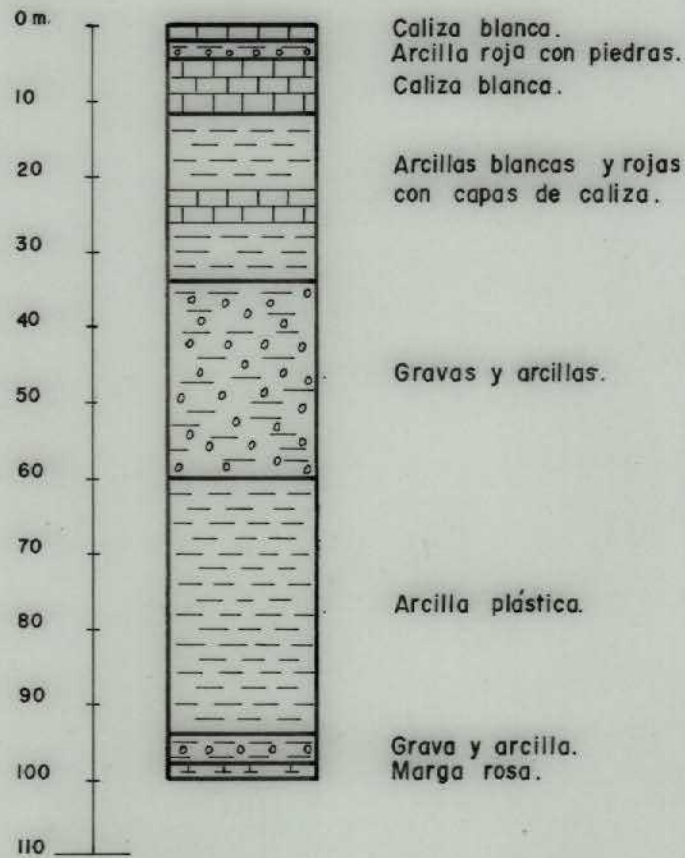 0 m.
Caliza blanca.
Arcilla roja con piedras.
Caliza blanca.
10
Arcillas blancas y rojas
con capas de caliza.
20
30
40
Gravas y arcillas.
50
60
70
Arcilla plástica.
80
90
Grava y arcilla.
Marga rosa.
100
110